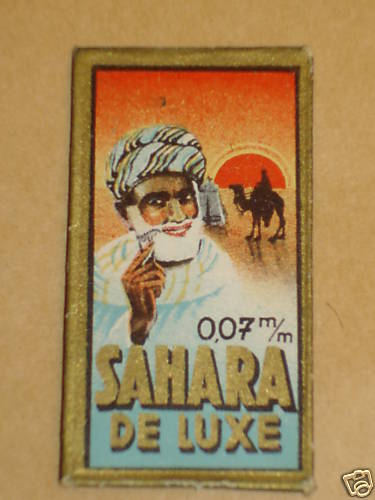 0,07 m/m
SAHARA
DE LUXE